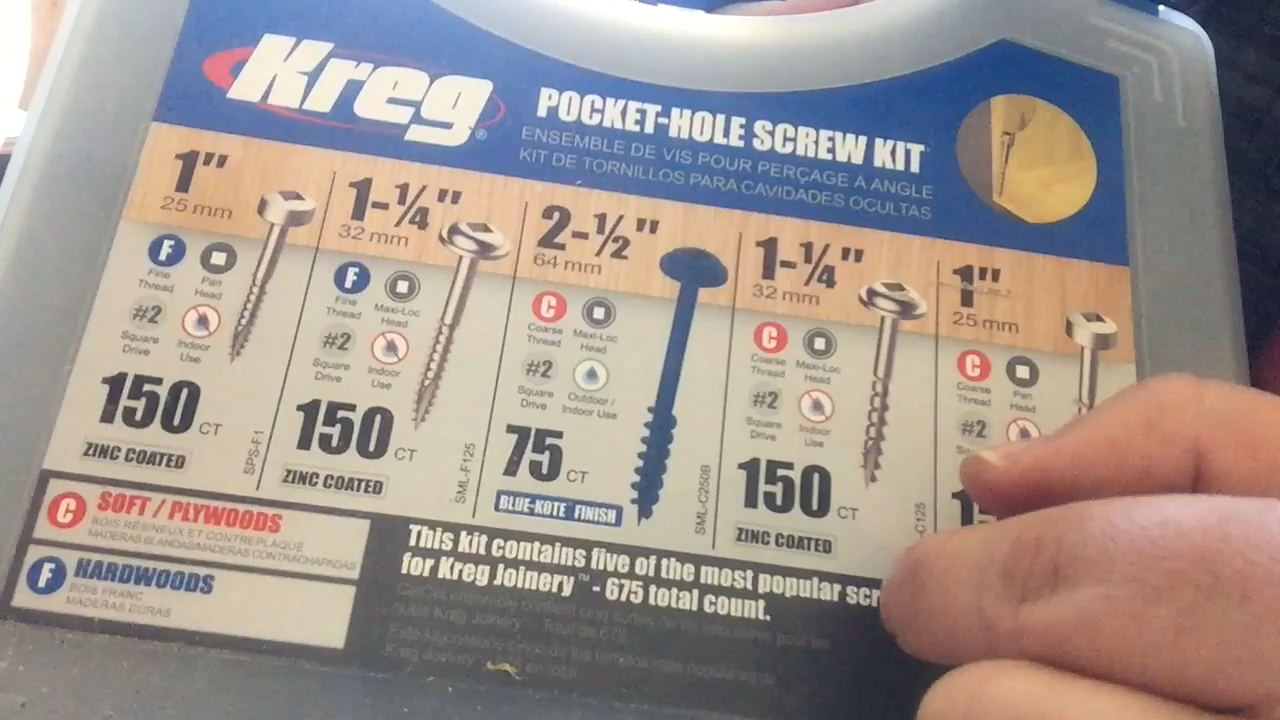 Kreg®
POCKET-HOLE SCREW KIT
ENSEMBLE DE VIS POUR PERÇAGE À ANGLE
KIT DE TORNILLOS PARA CAVIDADES OCULTAS
1"
25 mm
F
Fine
Thread
Pan
Head
#2
Square
Drive
Indoor
Use
150 CT
ZINC COATED
SPS-F1
1-¼"
32 mm
F
Fine
Thread
Maxi-Loc
Head
#2
Square
Drive
Indoor
Use
150 CT
ZINC COATED
SML-F125
2-½"
64 mm
C
Coarse
Thread
Maxi-Loc
Head
#2
Square
Drive
Outdoor /
Indoor Use
75 CT
BLUE-KOTE™ FINISH
SML-C250B
1-¼"
32 mm
C
Coarse
Thread
Maxi-Loc
Head
#2
Square
Drive
Indoor
Use
150 CT
ZINC COATED
C125
1"
25 mm
C
Coarse
Thread
Pan
Head
#2
C SOFT / PLYWOODS
BOIS RÉSINEUX ET CONTREPLAQUÉ
MADERAS BLANDAS/MADERAS CONTRACHAPADAS
F HARDWOODS
BOIS FRANC
MADERAS DURAS
This kit contains five of the most popular scr
for Kreg Joinery™ - 675 total count.